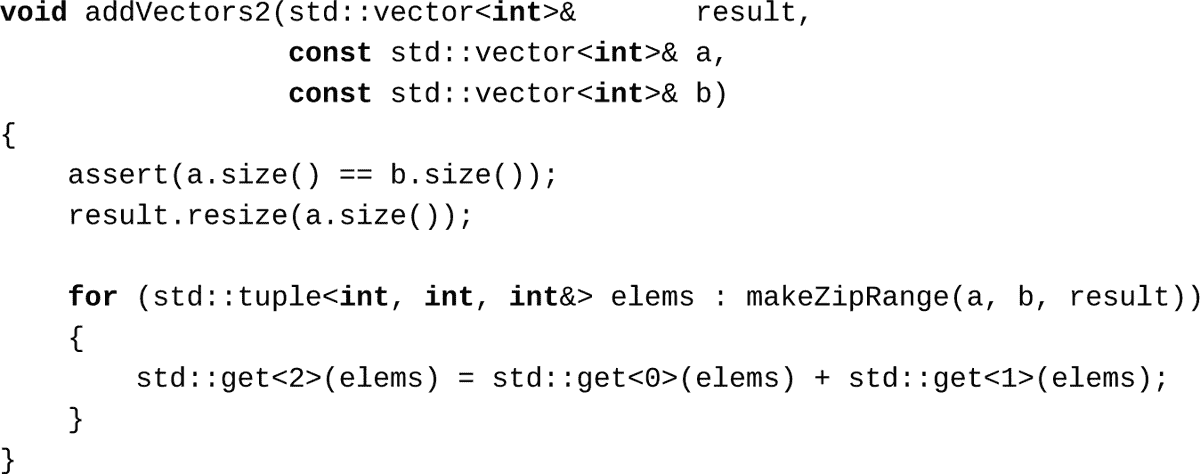 void addVectors2(std::vector<int>&       result,
                 const std::vector<int>& a,
                 const std::vector<int>& b)
{
    assert(a.size() == b.size());
    result.resize(a.size());

    for (std::tuple<int, int, int&> elems : makeZipRange(a, b, result))
    {
        std::get<2>(elems) = std::get<0>(elems) + std::get<1>(elems);
    }
}